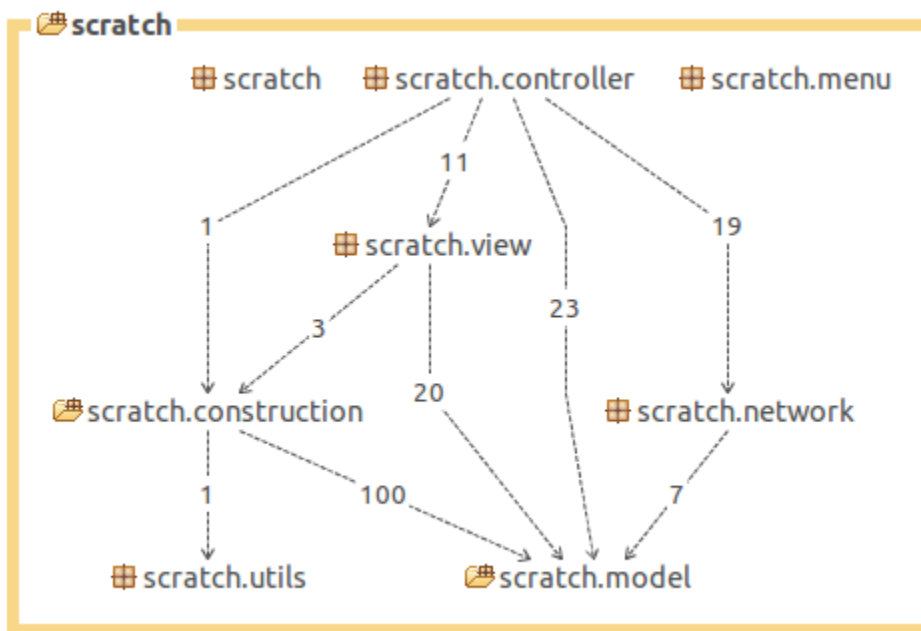 scratch
scratch scratch.controller scratch.menu
11
1 19
scratch.view
23
3
20
scratch.construction scratch.network
1 100 7
scratch.utils scratch.model